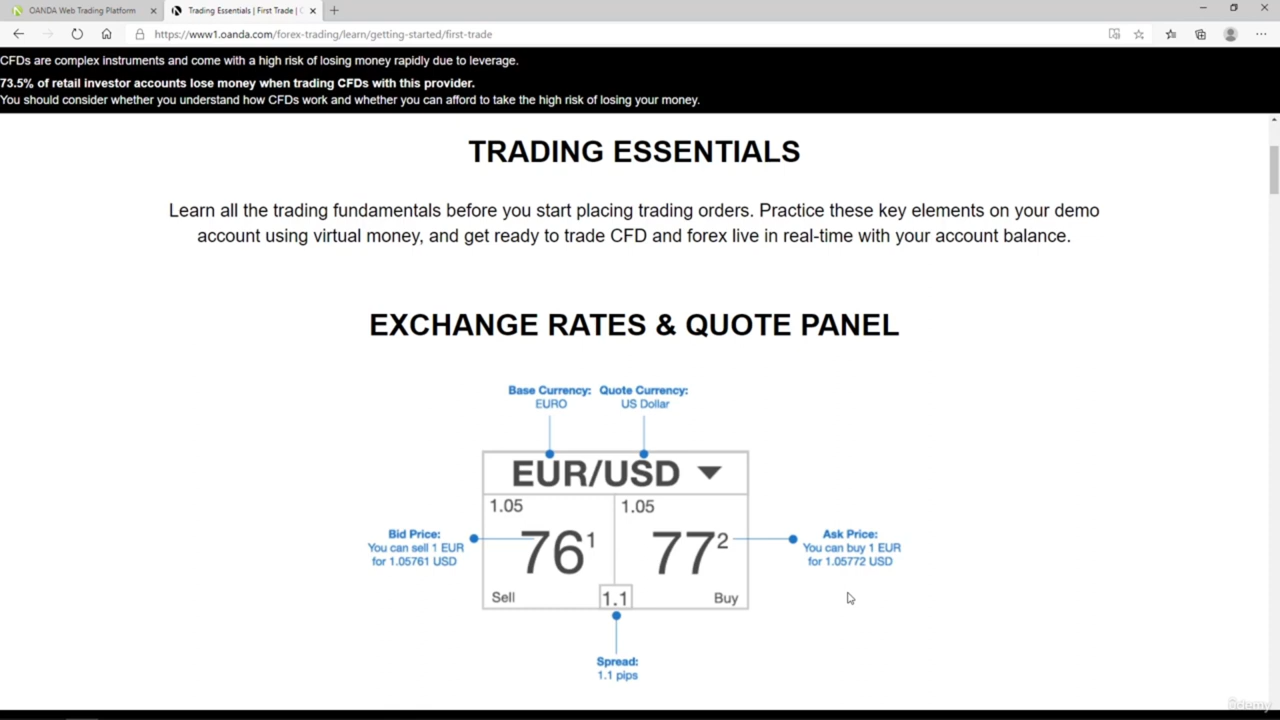 OANDA Web Trading Platform
Trading Essentials | First Trade |
https://www1.oanda.com/forex-trading/learn/getting-started/first-trade
CFDs are complex instruments and come with a high risk of losing money rapidly due to leverage.
73.5% of retail investor accounts lose money when trading CFDs with this provider.
You should consider whether you understand how CFDs work and whether you can afford to take the high risk of losing your money.
TRADING ESSENTIALS
Learn all the trading fundamentals before you start placing trading orders. Practice these key elements on your demo
account using virtual money, and get ready to trade CFD and forex live in real-time with your account balance.
EXCHANGE RATES & QUOTE PANEL
Base Currency: Quote Currency:
EURO US Dollar
EUR/USD
1.05 1.05
Bid Price:
You can sell 1 EUR
for 1.05761 USD
76¹ 77²
Ask Price:
You can buy 1 EUR
for 1.05772 USD
Sell 1.1 Buy
Spread:
1.1 pips
ûdemy